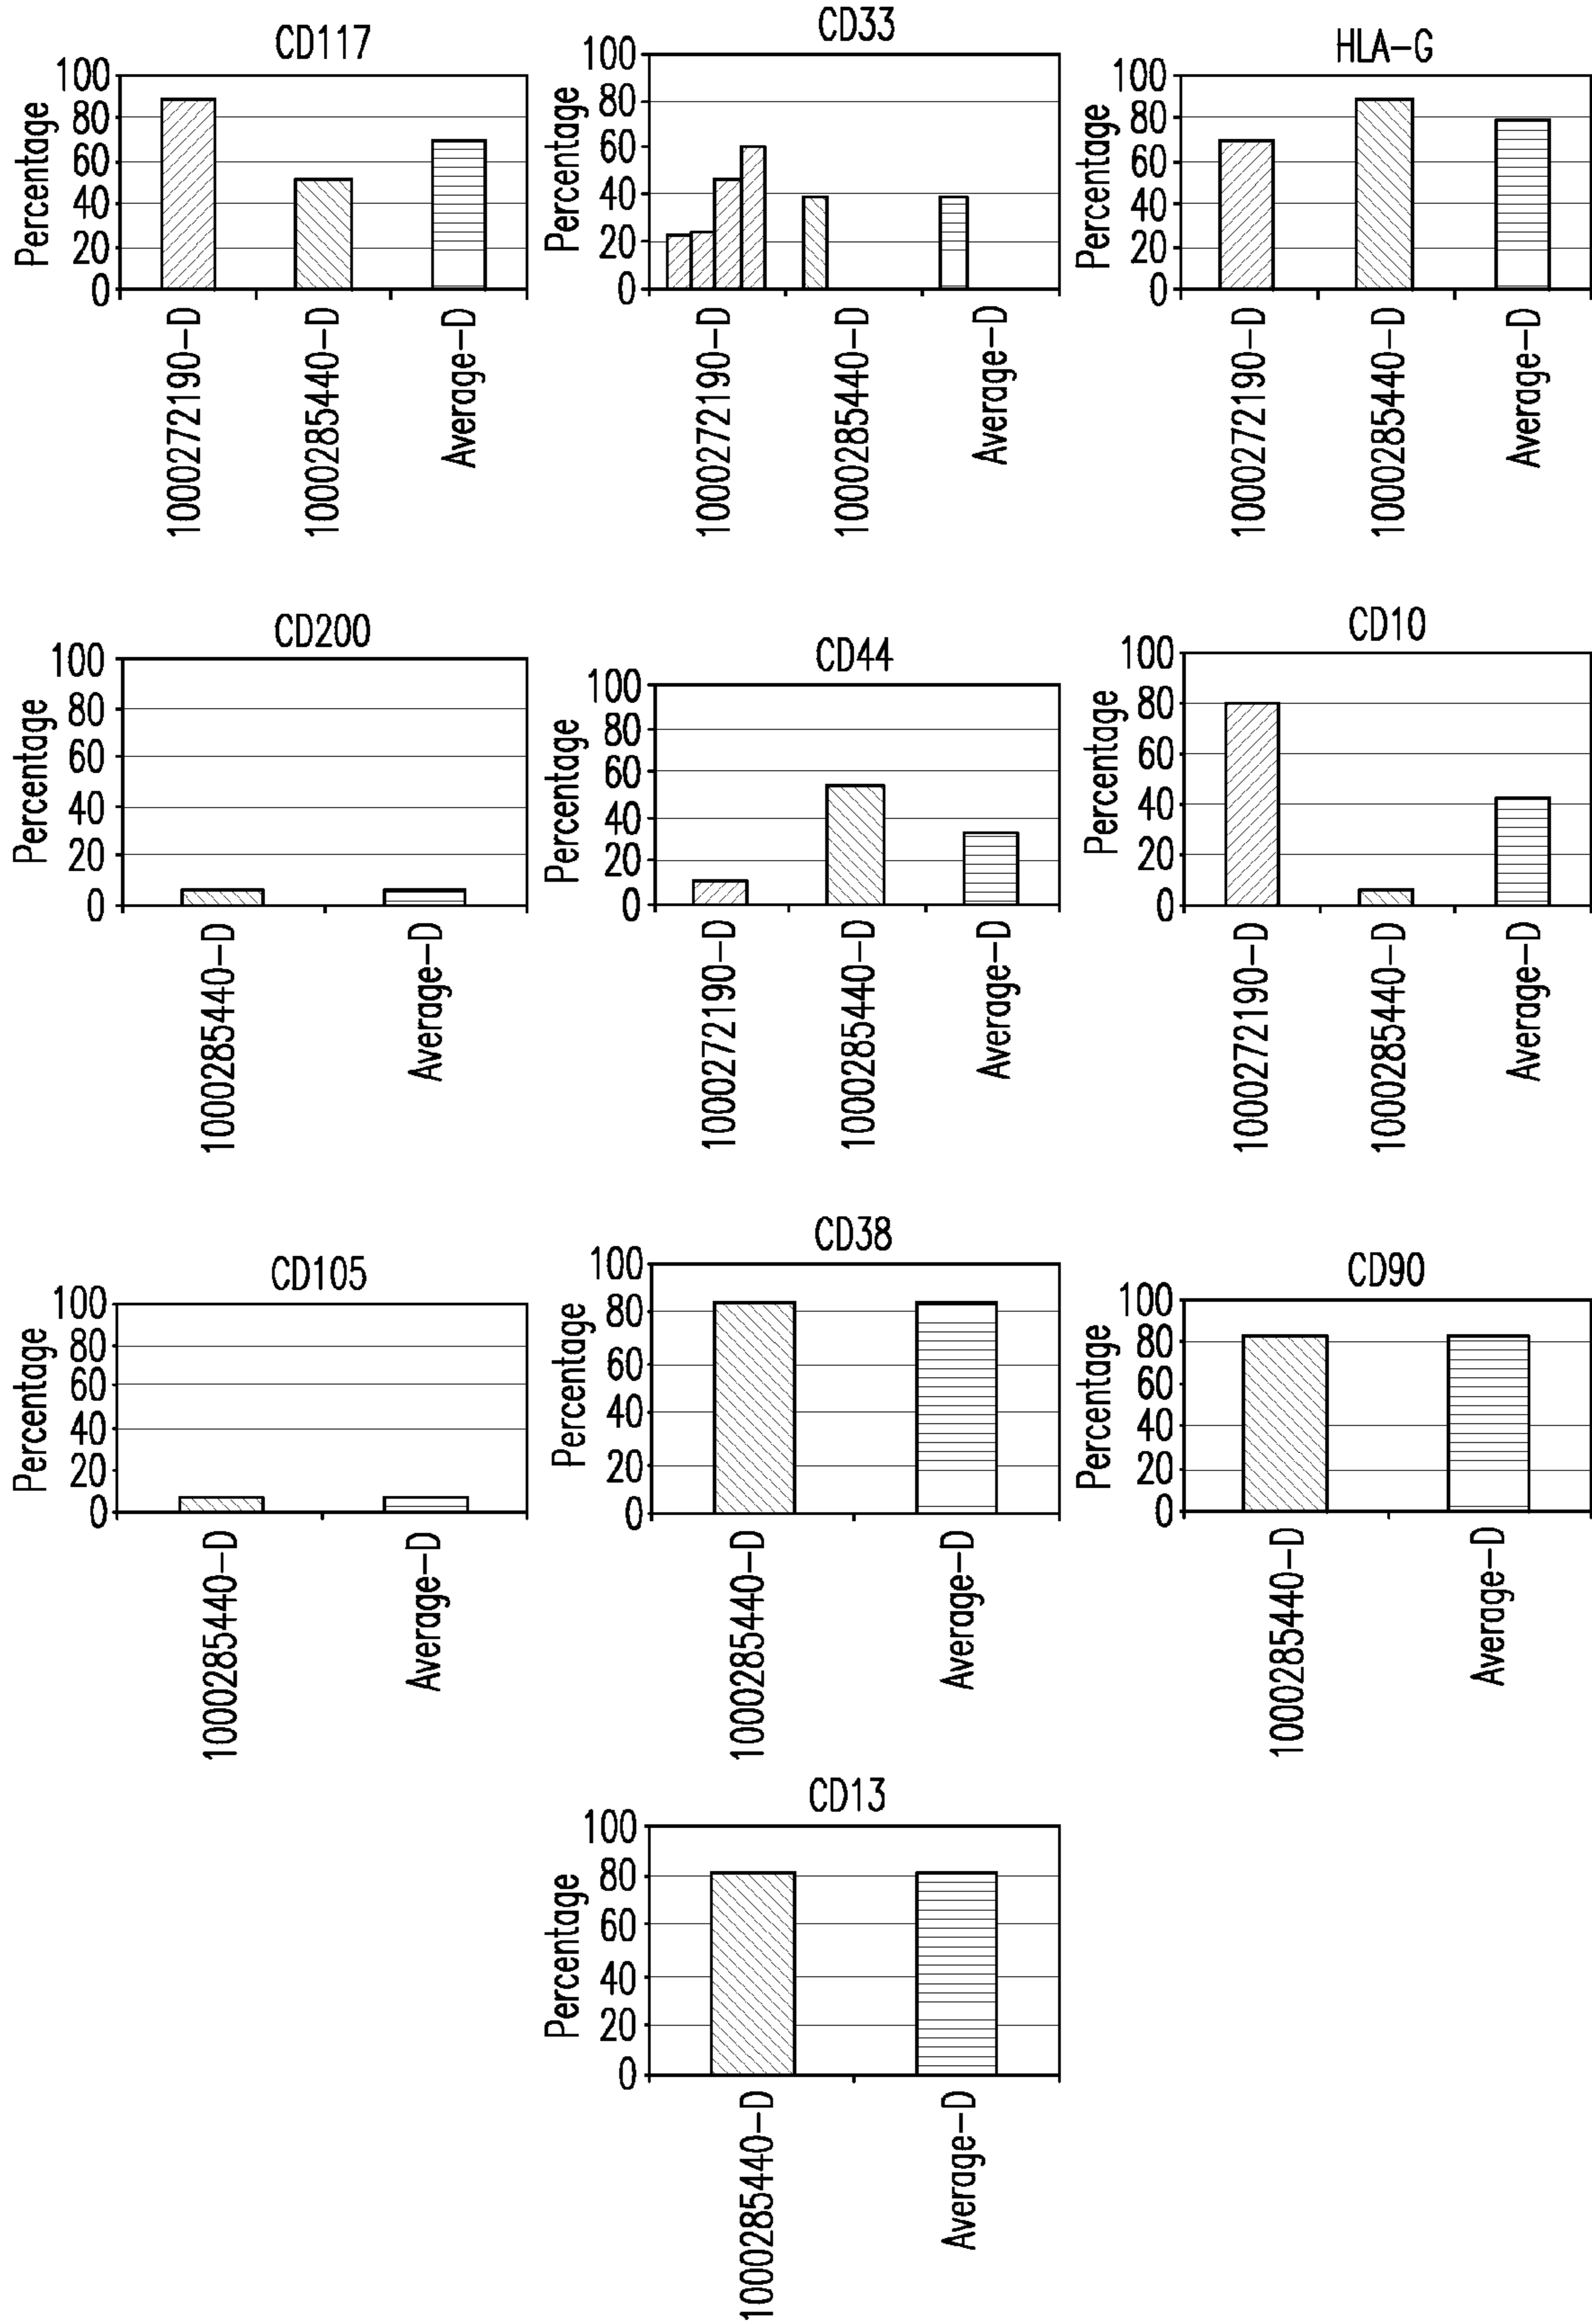 CD117
Percentage
100
80
60
40
20
0
1000272190-D
1000285440-D
Average-D
CD33
Percentage
100
80
60
40
20
0
1000272190-D
1000285440-D
Average-D
HLA-G
Percentage
100
80
60
40
20
0
1000272190-D
1000285440-D
Average-D
CD200
Percentage
100
80
60
40
20
0
1000285440-D
Average-D
CD44
Percentage
100
80
60
40
20
0
1000272190-D
1000285440-D
Average-D
CD10
Percentage
100
80
60
40
20
0
1000272190-D
1000285440-D
Average-D
CD105
Percentage
100
80
60
40
20
0
1000285440-D
Average-D
CD38
Percentage
100
80
60
40
20
0
1000285440-D
Average-D
CD90
Percentage
100
80
60
40
20
0
1000285440-D
Average-D
CD13
Percentage
100
80
60
40
20
0
1000285440-D
Average-D